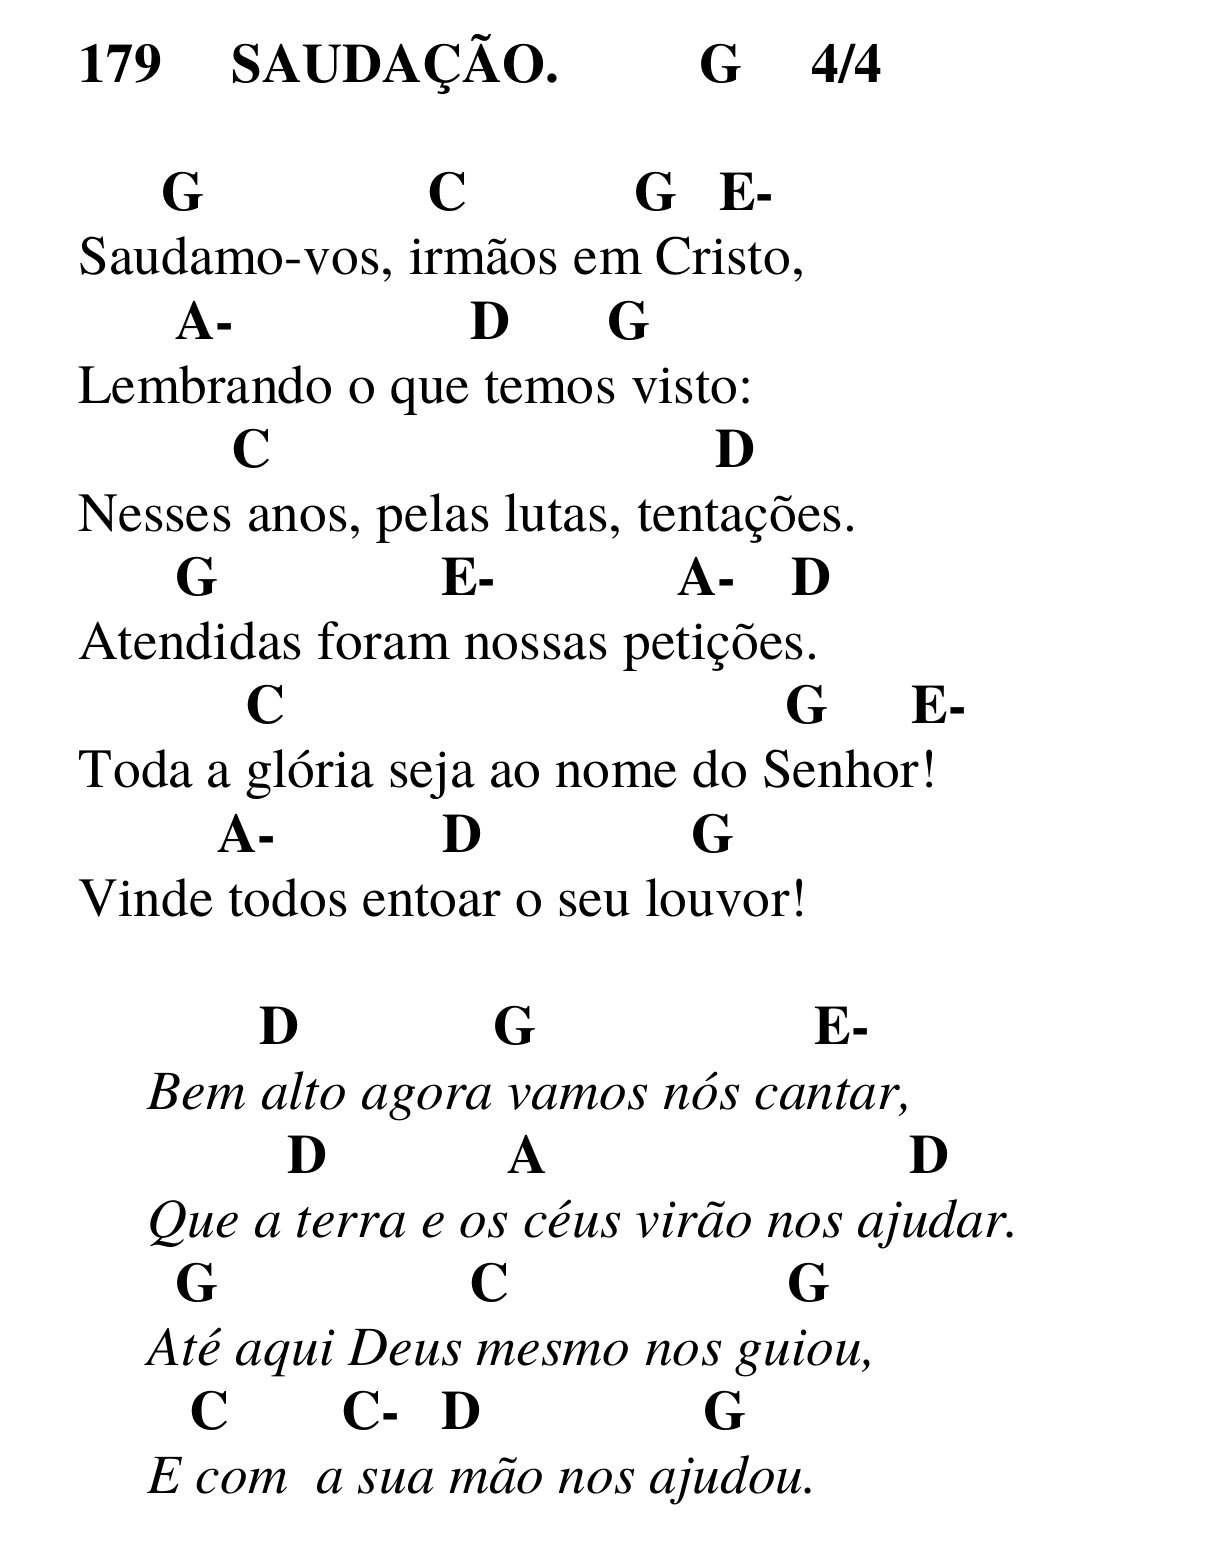 179 SAUDAÇÃO. G 4/4
G C G E-
Saudamo-vos, irmãos em Cristo,
A- D G
Lembrando o que temos visto:
C D
Nesses anos, pelas lutas, tentações.
G E- A- D
Atendidas foram nossas petições.
C G E-
Toda a glória seja ao nome do Senhor!
A- D G
Vinde todos entoar o seu louvor!
D G E-
Bem alto agora vamos nós cantar,
D A D
Que a terra e os céus virão nos ajudar.
G C G
Até aqui Deus mesmo nos guiou,
C C- D G
E com a sua mão nos ajudou.